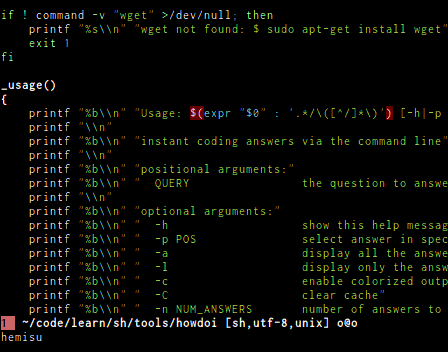 if ! command -v "wget" >/dev/null; then
    printf "%s\\n" "wget not found: $ sudo apt-get install wget"
    exit 1
fi
_usage()
{
    printf "%b\\n" "Usage: $(expr "$0" : '.*/\([^/]*\)') [-h|-p
    printf "\\n"
    printf "%b\\n" "instant coding answers via the command line"
    printf "\\n"
    printf "%b\\n" "positional arguments:"
    printf "%b\\n" "  QUERY                 the question to answe
    printf "\\n"
    printf "%b\\n" "optional arguments:"
    printf "%b\\n" "  -h                    show this help messag
    printf "%b\\n" "  -p POS                select answer in spec
    printf "%b\\n" "  -a                    display all the answe
    printf "%b\\n" "  -l                    display only the answ
    printf "%b\\n" "  -c                    enable colorized outp
    printf "%b\\n" "  -C                    clear cache"
    printf "%b\\n" "  -n NUM_ANSWERS        number of answers to
1  ~/code/learn/sh/tools/howdoi [sh,utf-8,unix] o@o
hemisu